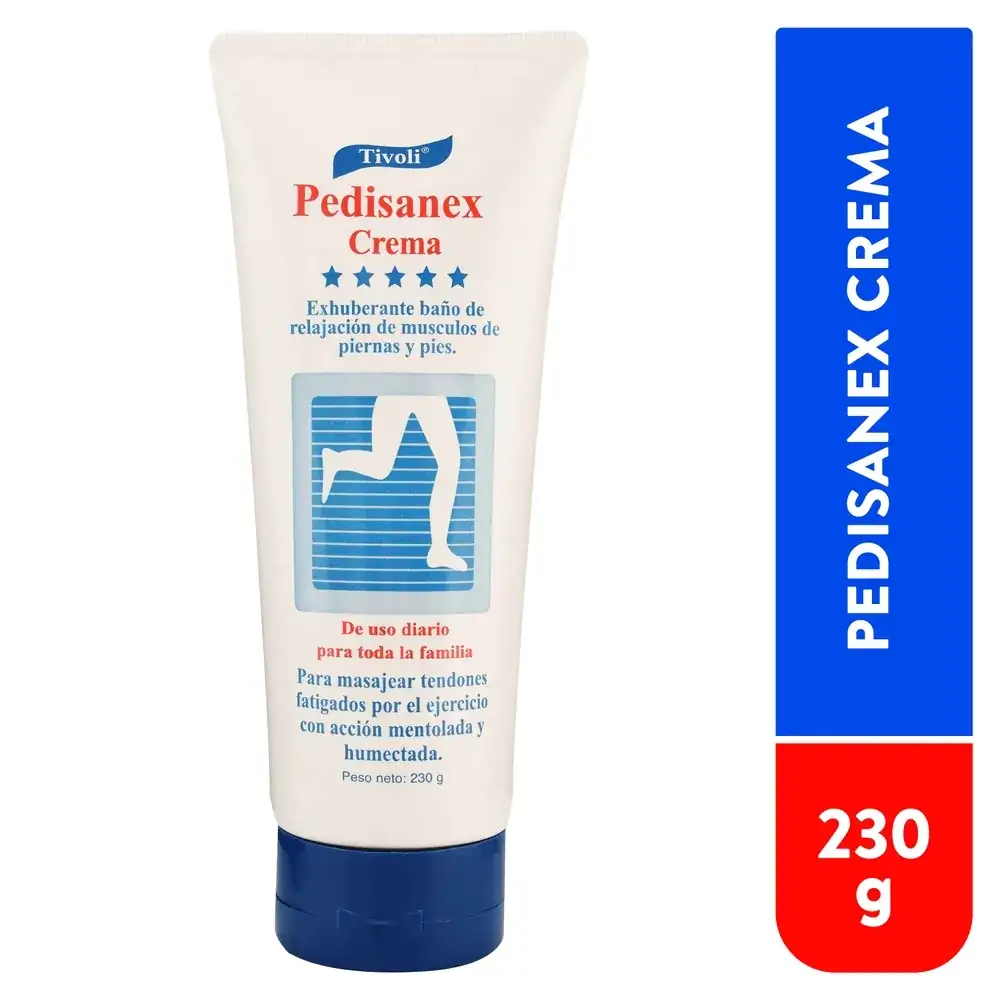 Tivoli®
Pedisanex
Crema
Exhuberante baño de
relajación de musculos de
piernas y pies.
De uso diario
para toda la familia
Para masajear tendones
fatigados por el ejercicio
con acción mentolada y
humectada.
Peso neto: 230 g
PEDISANEX CREMA
230
g